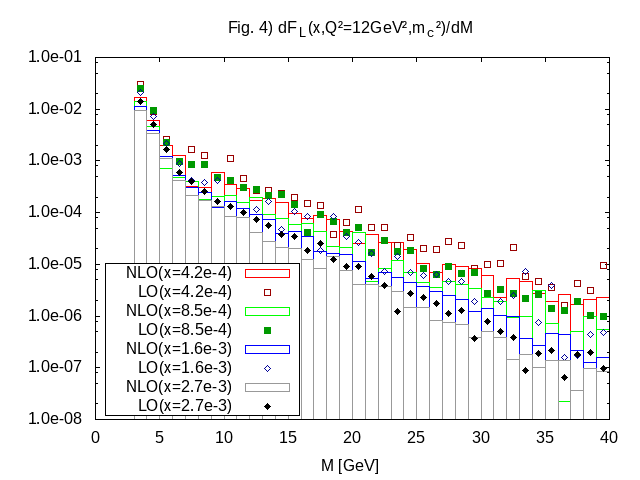 Fig. 4) dF_L(x,Q²=12GeV²,m_c²)/dM
1.0e-01
1.0e-02
1.0e-03
1.0e-04
1.0e-05
1.0e-06
1.0e-07
1.0e-08
NLO(x=4.2e-4)
LO(x=4.2e-4)
NLO(x=8.5e-4)
LO(x=8.5e-4)
NLO(x=1.6e-3)
LO(x=1.6e-3)
NLO(x=2.7e-3)
LO(x=2.7e-3)
0 5 10 15 20 25 30 35 40
M [GeV]